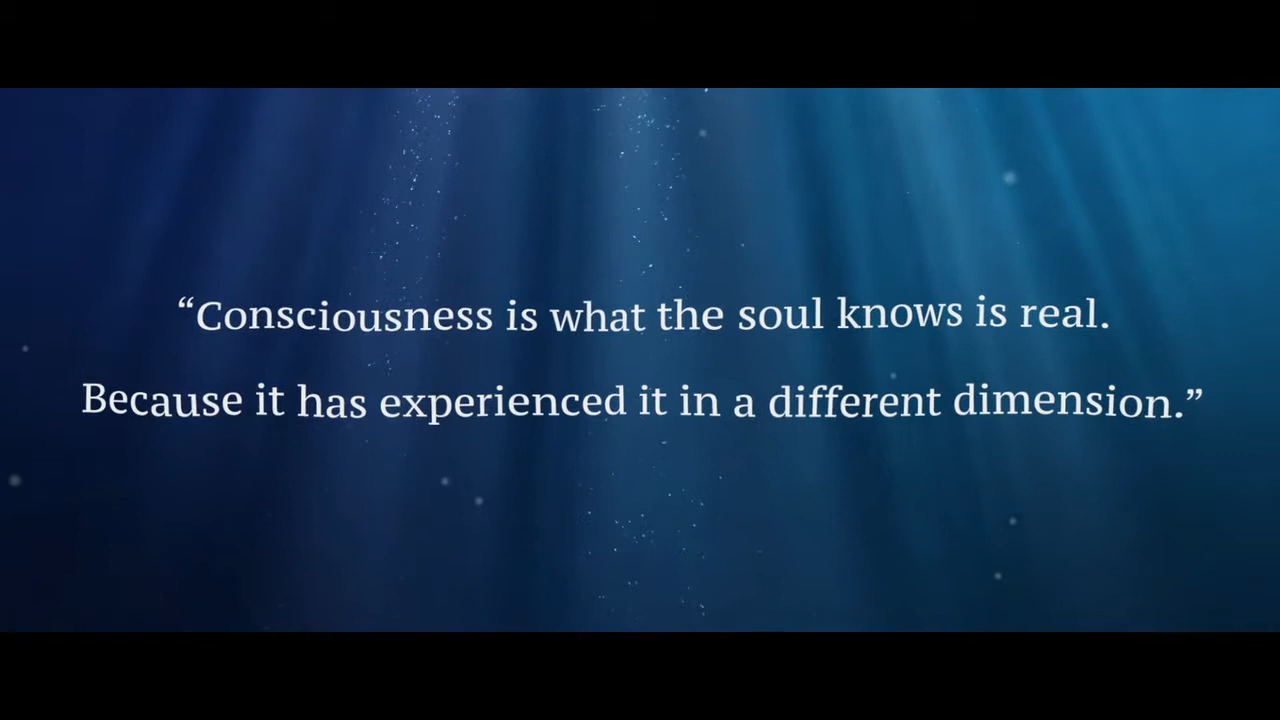 “Consciousness is what the soul knows is real.
Because it has experienced it in a different dimension.”